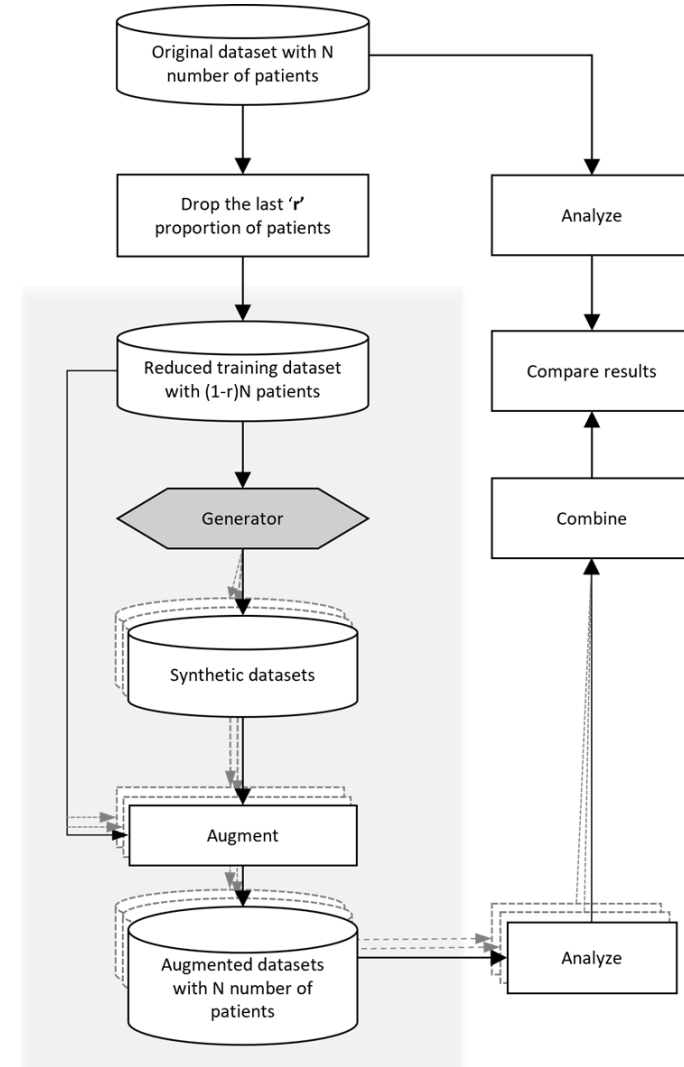 Original dataset with N
number of patients
Drop the last ‘r’
proportion of patients
Analyze
Reduced training dataset
with (1-r)N patients
Compare results
Generator
Combine
Synthetic datasets
Augment
Augmented datasets
with N number of
patients
Analyze